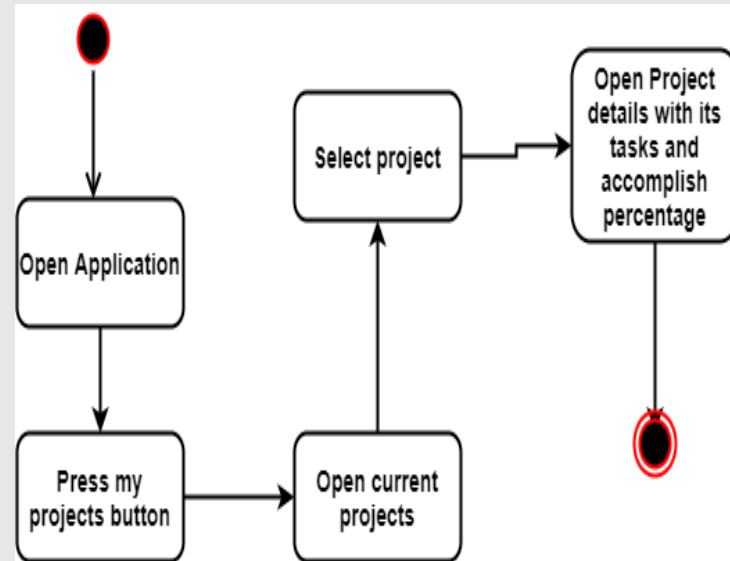 Open Application
Press my
projects button
Open current
projects
Select project
Open Project
details with its
tasks and
accomplish
percentage